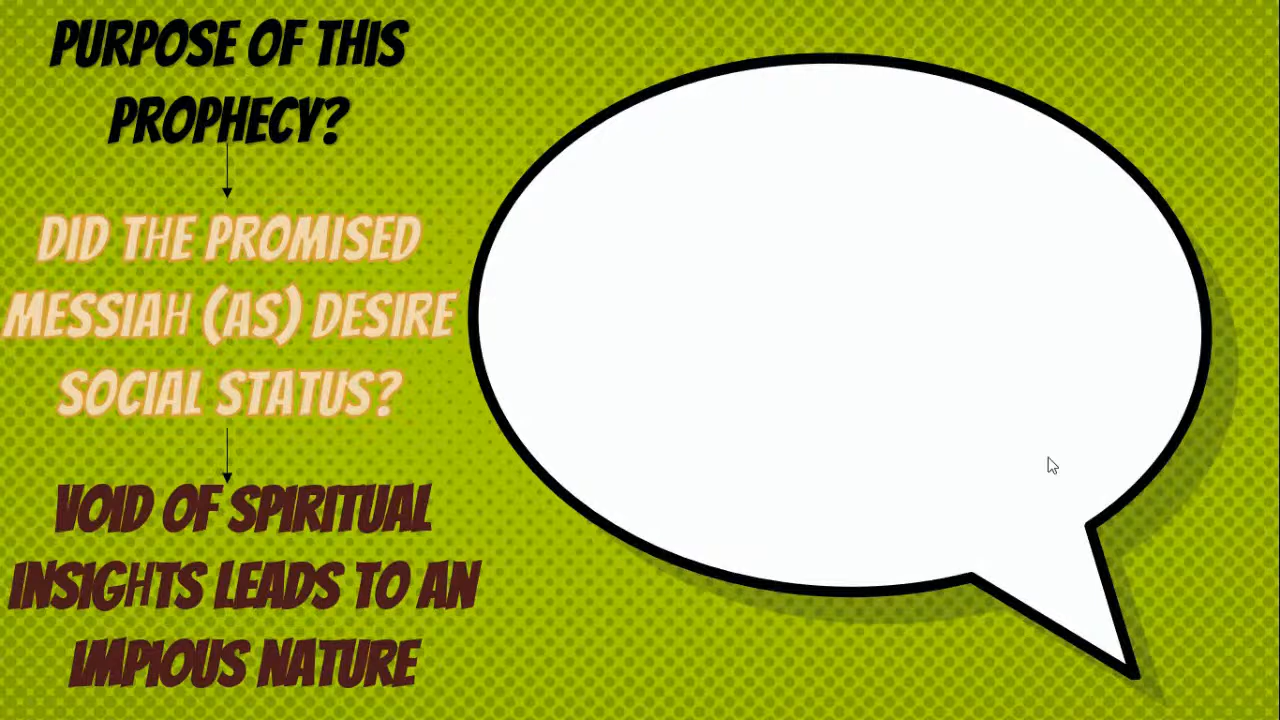 PURPOSE OF THIS
PROPHECY?
DID THE PROMISED
MESSIAH (AS) DESIRE
SOCIAL STATUS?
VOID OF SPIRITUAL
INSIGHTS LEADS TO AN
IMPIOUS NATURE